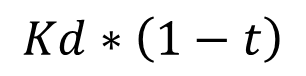 Kd * (1 − t)